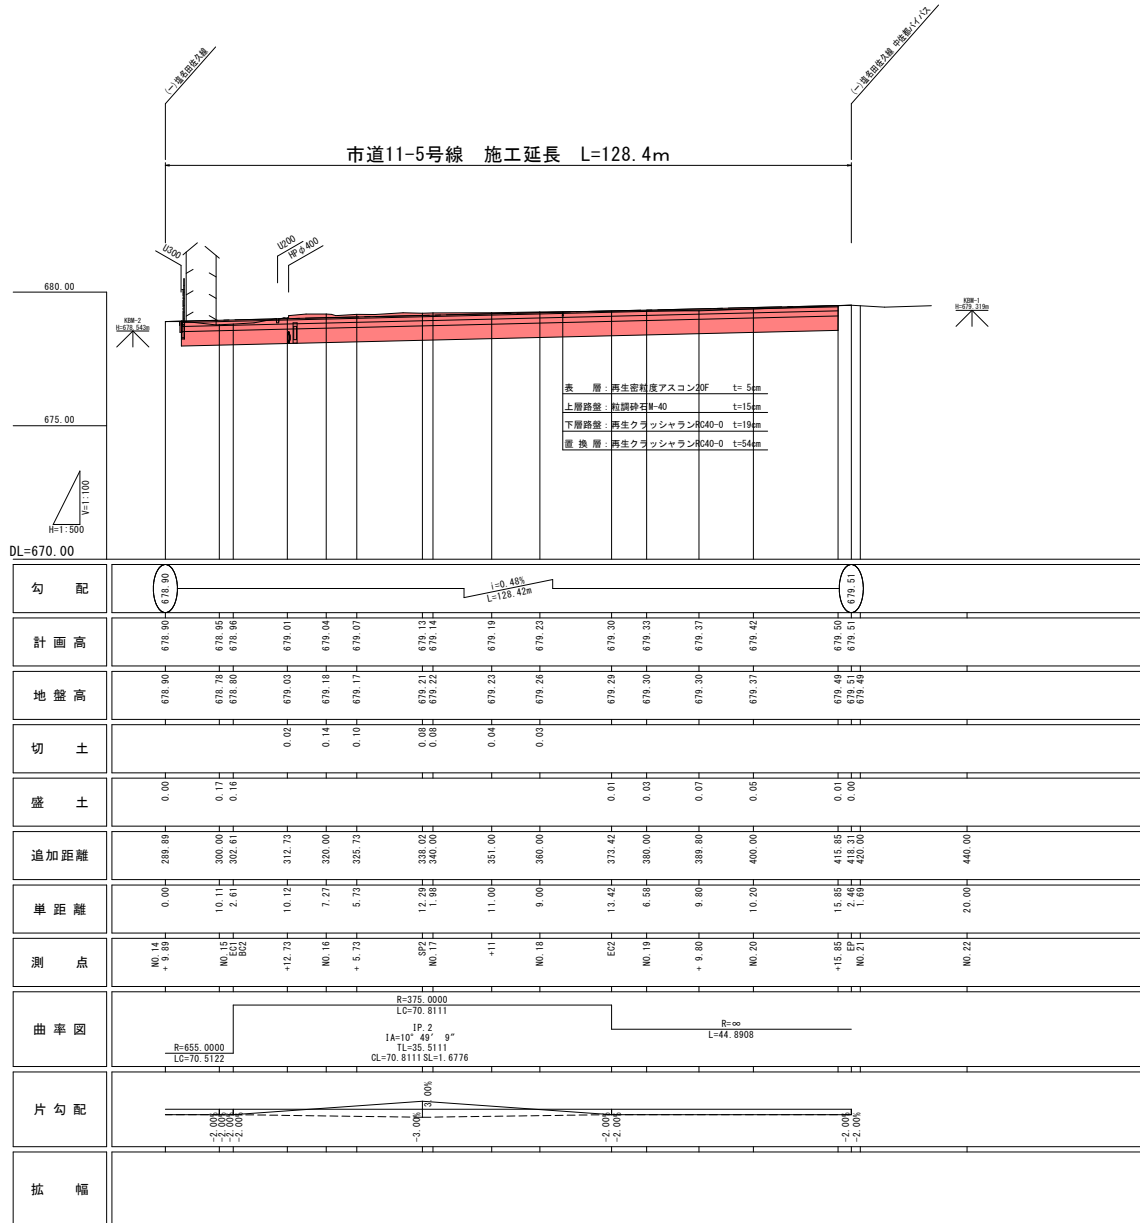 (一)塩名田佐久線
(一)塩名田佐久線 中佐都バイパス
市道11-5号線 施工延長 L=128.4m
U300
U200
HPφ400
680.00
KBM-2
H=678.543m
KBM-1
H=679.319m
表 層：再生密粒度アスコン20F t= 5cm
上層路盤：粒調砕石M-40 t=15cm
下層路盤：再生クラッシャランRC40-0 t=19cm
置 換 層：再生クラッシャランRC40-0 t=54cm
675.00
V=1:100
H=1:500
DL=670.00
勾 配 678.90 i=0.48% L=128.42m 679.51
計 画 高 678.90 678.95 678.96 679.01 679.04 679.07 679.13 679.14 679.19 679.23 679.30 679.33 679.37 679.42 679.50 679.51
地 盤 高 678.90 678.78 678.80 679.03 679.18 679.17 679.21 679.22 679.23 679.26 679.29 679.30 679.30 679.37 679.49 679.51 679.49
切 土 0.02 0.14 0.10 0.08 0.08 0.04 0.03
盛 土 0.00 0.17 0.16 0.01 0.03 0.07 0.05 0.01 0.00
追加距離 289.89 300.00 302.61 312.73 320.00 325.73 338.02 340.00 351.00 360.00 373.42 380.00 389.80 400.00 415.85 418.31 420.00 440.00
単 距 離 0.00 10.11 2.61 10.12 7.27 5.73 12.29 1.98 11.00 9.00 13.42 6.58 9.80 10.20 15.85 2.46 1.69 20.00
測 点 NO.14 + 9.89 NO.15 EC1 BC2 +12.73 NO.16 + 5.73 SP2 NO.17 +11 NO.18 EC2 NO.19 + 9.80 NO.20 +15.85 EP NO.21 NO.22
曲 率 図
R=655.0000
LC=70.5122
R=375.0000
LC=70.8111
IP.2
IA=10° 49′ 9″
TL=35.5111
CL=70.8111 SL=1.6776
R=∞
L=44.8908
片 勾 配 -2.00% -2.00% -2.00% -2.00% -3.00% 3.00% -2.00% -2.00% -2.00% -2.00%
拡 幅